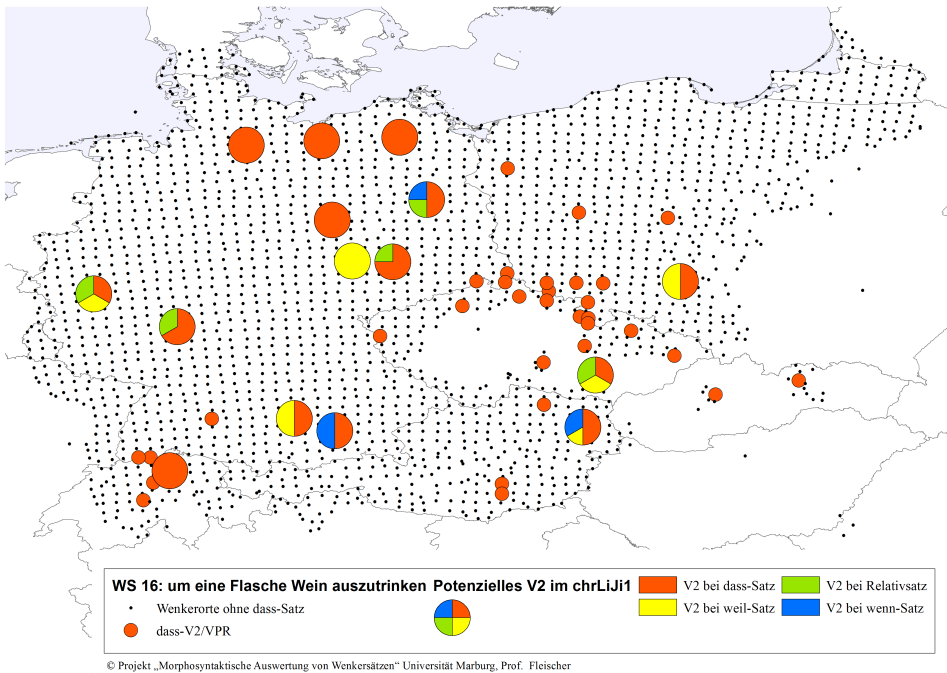 WS 16: um eine Flasche Wein auszutrinken Potenzielles V2 im chrLiJi1
Wenkerorte ohne dass-Satz
dass-V2/VPR
V2 bei dass-Satz V2 bei Relativsatz
V2 bei weil-Satz V2 bei wenn-Satz
© Projekt „Morphosyntaktische Auswertung von Wenkersätzen“ Universität Marburg, Prof. Fleischer